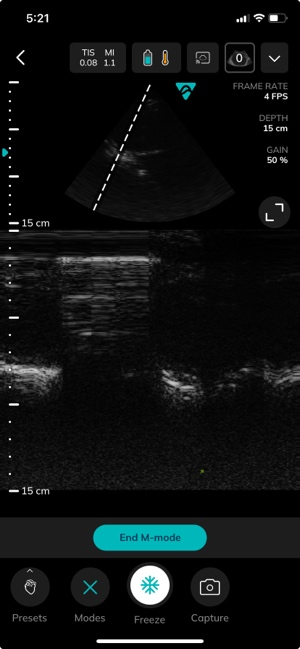 5:21
TIS MI
0.08 1.1
0
FRAME RATE
4 FPS
DEPTH
15 cm
GAIN
50 %
15 cm
15 cm
End M-mode
Presets
Modes
Freeze
Capture